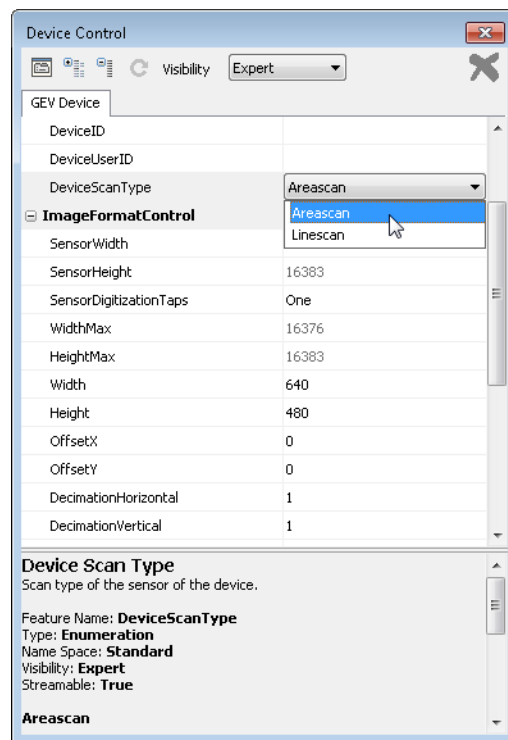 Device Control
Visibility Expert
GEV Device
DeviceID
DeviceUserID
DeviceScanType Areascan
ImageFormatControl Areascan
Linescan
SensorWidth
SensorHeight 16383
SensorDigitizationTaps One
WidthMax 16376
HeightMax 16383
Width 640
Height 480
OffsetX 0
OffsetY 0
DecimationHorizontal 1
DecimationVertical 1
Device Scan Type
Scan type of the sensor of the device.
Feature Name: DeviceScanType
Type: Enumeration
Name Space: Standard
Visibility: Expert
Streamable: True
Areascan